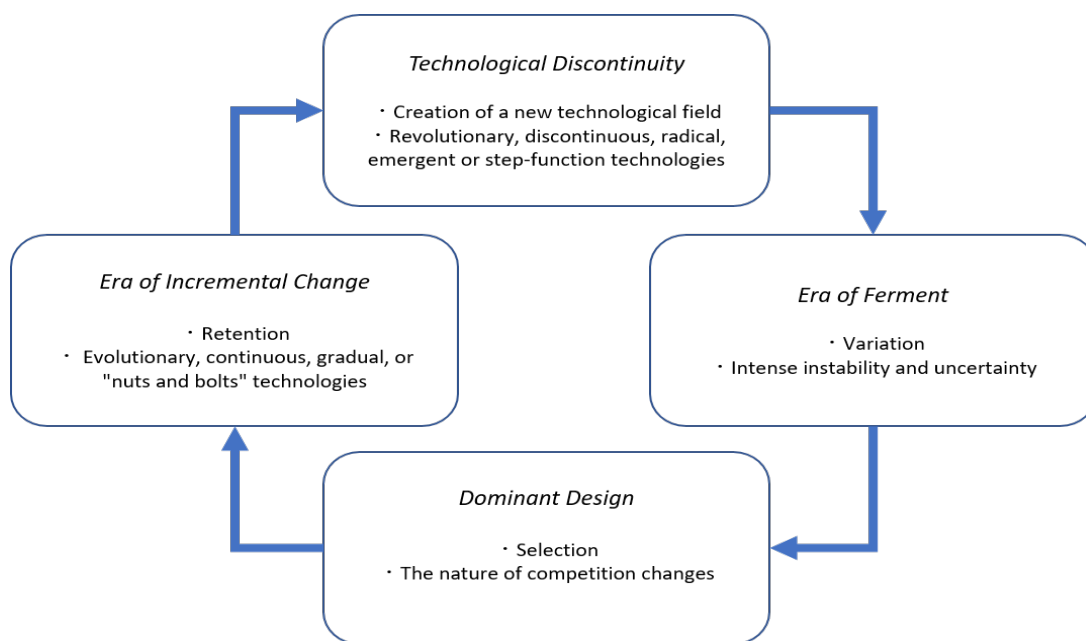 Technological Discontinuity
· Creation of a new technological field
· Revolutionary, discontinuous, radical,
emergent or step-function technologies
Era of Incremental Change
· Retention
· Evolutionary, continuous, gradual, or
"nuts and bolts" technologies
Era of Ferment
· Variation
· Intense instability and uncertainty
Dominant Design
· Selection
· The nature of competition changes